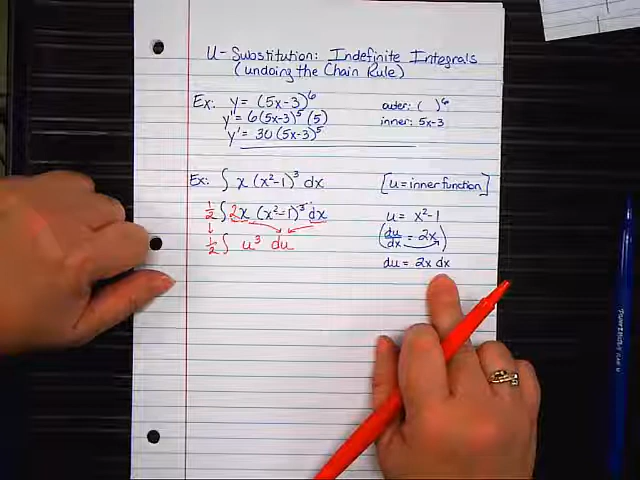 U-Substitution: Indefinite Integrals
(undoing the Chain Rule)
Ex: y = (5x-3)⁶
outer: ( )⁶
y' = 6(5x-3)⁵(5)
inner: 5x-3
y' = 30(5x-3)⁵
Ex: ∫ x(x²-1)³ dx
[u = inner function]
½ ∫ 2x (x²-1)³ dx
u = x²-1
(du/dx = 2x)
½ ∫ u³ du
du = 2x dx